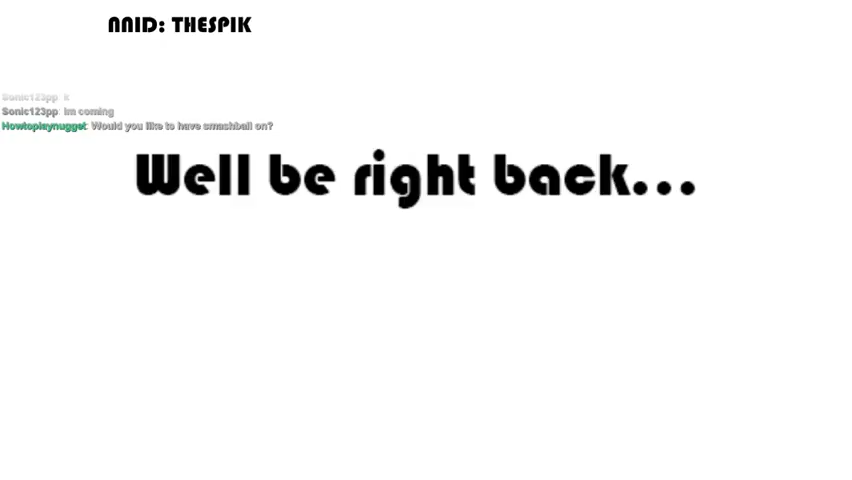 NNID: THESPIK
Sonic123pp: k
Sonic123pp: Im coming
Howtoplaynugget: Would you like to have smashball on?
Well be right back...